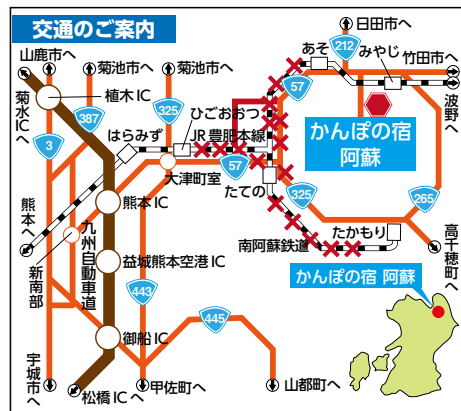 交通のご案内
山鹿市へ
菊池市へ
菊池市へ
日田市へ
竹田市へ
波野へ
菊水ICへ
植木IC
387
325
212
あそ
みやじ
57
3
はらみず
ひごおおつ
JR豊肥本線
57
大津町室
たての
かんぽの宿
阿蘇
325
265
熊本へ
熊本IC
九州自動車道
新南部
益城熊本空港IC
南阿蘇鉄道
たかもり
高千穂町へ
443
445
御船IC
宇城市へ
松橋ICへ
甲佐町へ
山都町へ
かんぽの宿 阿蘇